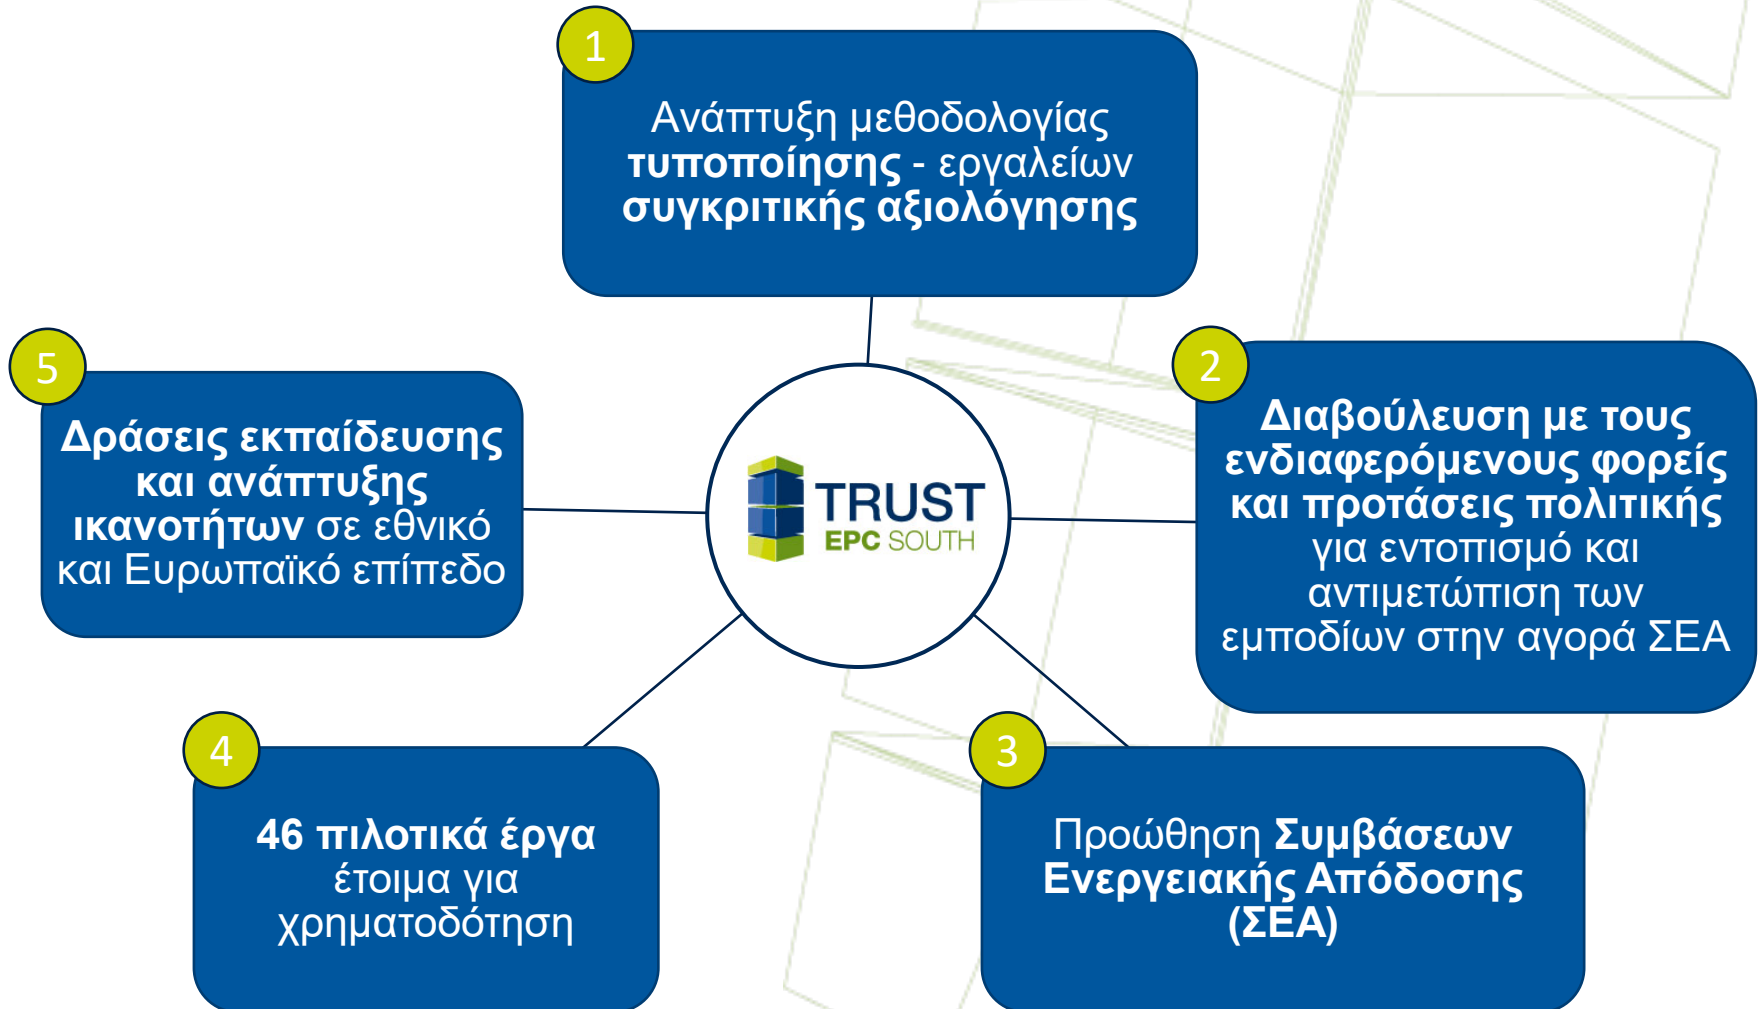 1
Ανάπτυξη μεθοδολογίας
τυποποίησης - εργαλείων
συγκριτικής αξιολόγησης
2
Διαβούλευση με τους
ενδιαφερόμενους φορείς
και προτάσεις πολιτικής
για εντοπισμό και
αντιμετώπιση των
εμποδίων στην αγορά ΣΕΑ
3
Προώθηση Συμβάσεων
Ενεργειακής Απόδοσης
(ΣΕΑ)
4
46 πιλοτικά έργα
έτοιμα για
χρηματοδότηση
5
Δράσεις εκπαίδευσης
και ανάπτυξης
ικανοτήτων σε εθνικό
και Ευρωπαϊκό επίπεδο
TRUST
EPC SOUTH